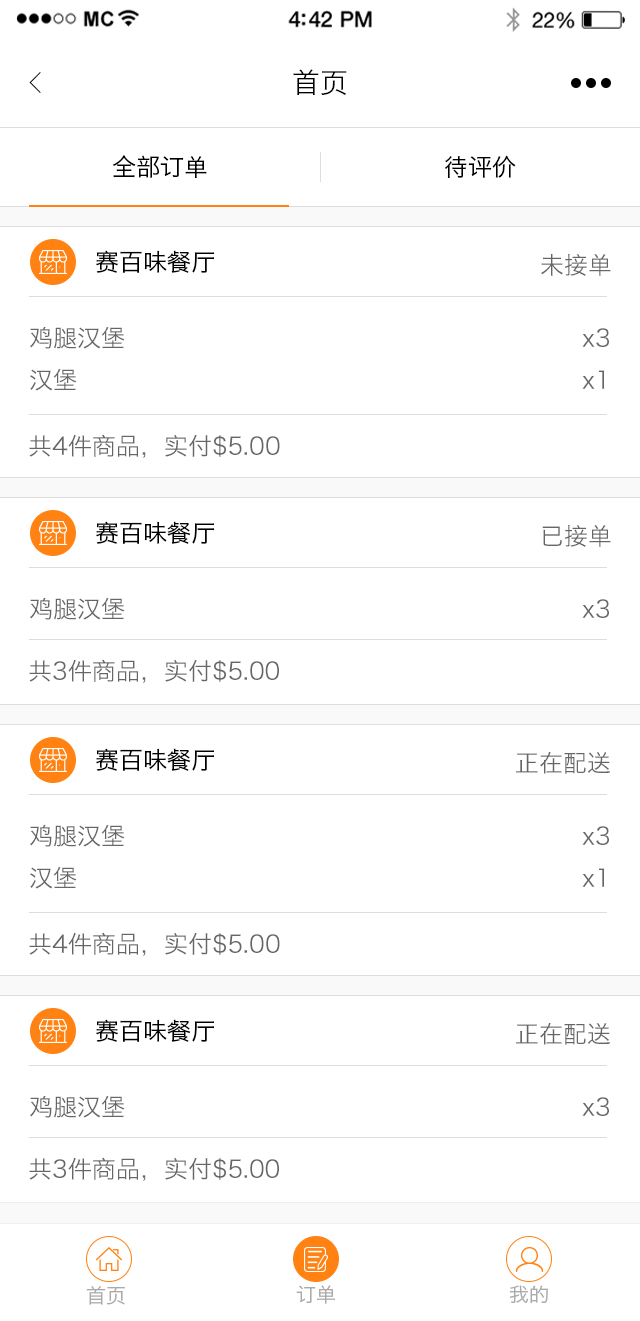 MC 4:42 PM 22%
首页
全部订单 待评价
赛百味餐厅 未接单
鸡腿汉堡 x3
汉堡 x1
共4件商品，实付$5.00
赛百味餐厅 已接单
鸡腿汉堡 x3
共3件商品，实付$5.00
赛百味餐厅 正在配送
鸡腿汉堡 x3
汉堡 x1
共4件商品，实付$5.00
赛百味餐厅 正在配送
鸡腿汉堡 x3
共3件商品，实付$5.00
首页 订单 我的